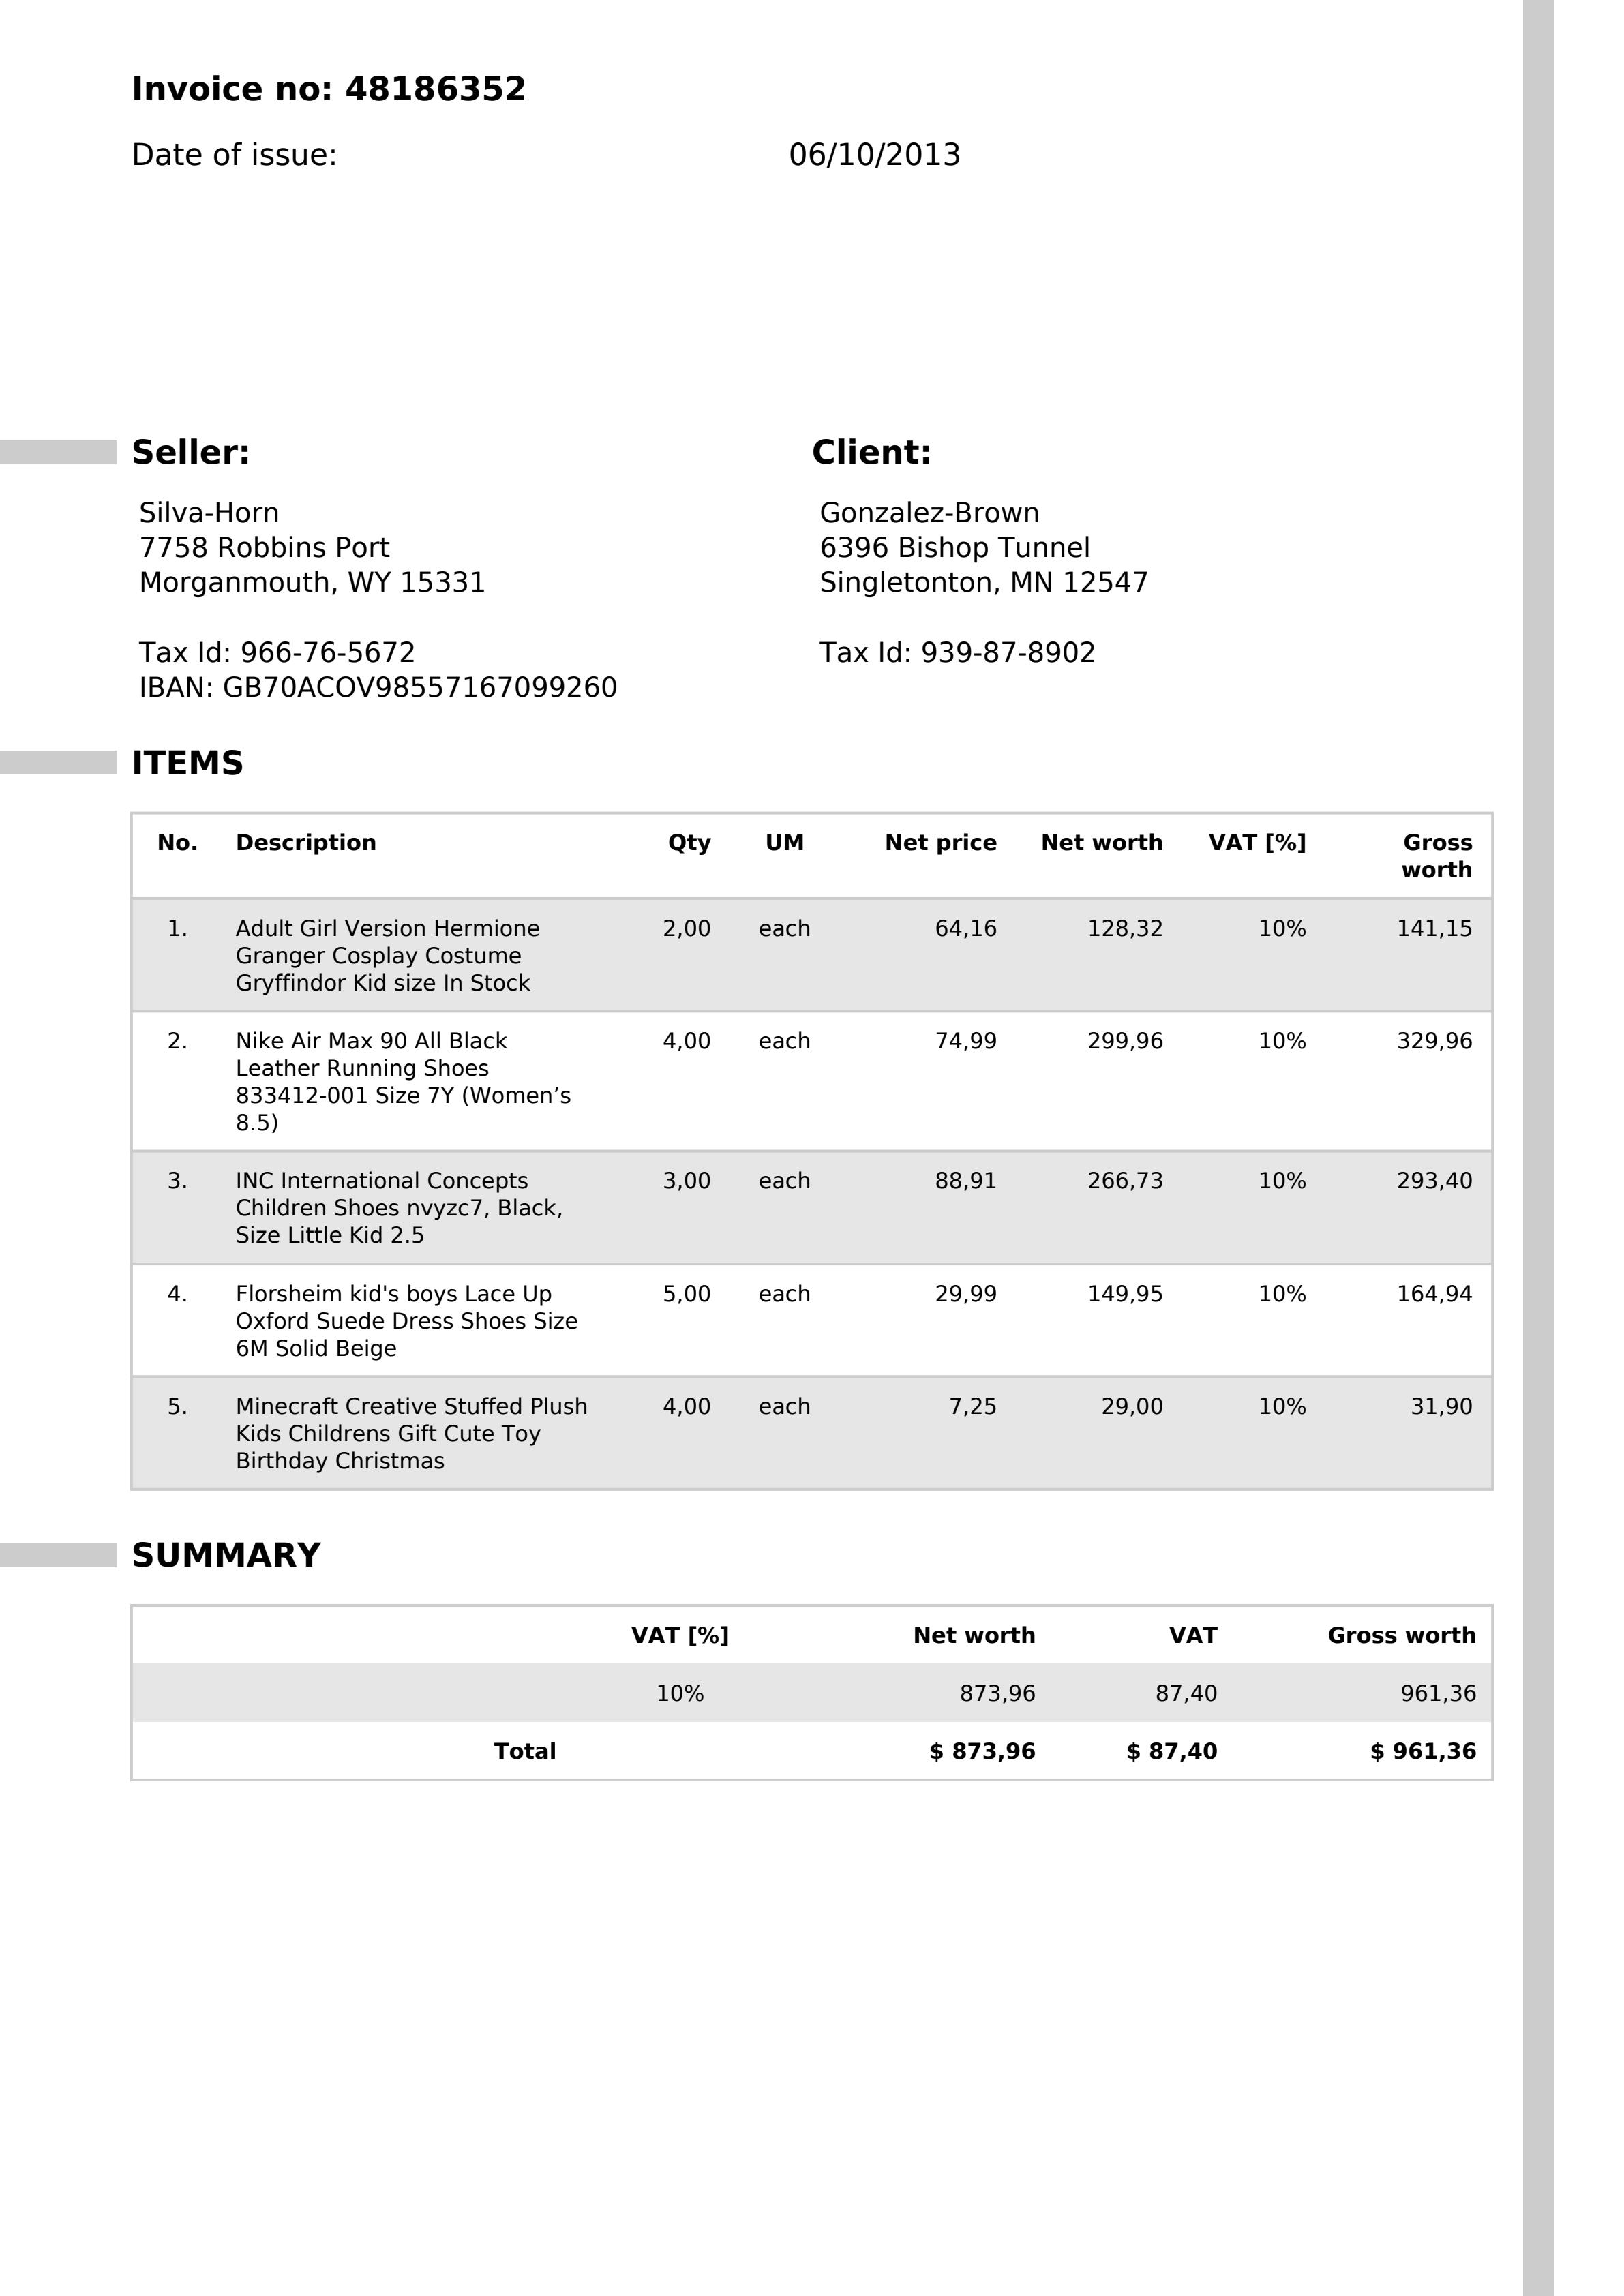 Invoice no: 48186352
Date of issue: 06/10/2013
Seller:
Silva-Horn
7758 Robbins Port
Morganmouth, WY 15331
Tax Id: 966-76-5672
IBAN: GB70ACOV98557167099260
Client:
Gonzalez-Brown
6396 Bishop Tunnel
Singletonton, MN 12547
Tax Id: 939-87-8902
ITEMS
No. Description Qty UM Net price Net worth VAT [%] Gross
worth
1. Adult Girl Version Hermione 2,00 each 64,16 128,32 10% 141,15
Granger Cosplay Costume
Gryffindor Kid size In Stock
2. Nike Air Max 90 All Black 4,00 each 74,99 299,96 10% 329,96
Leather Running Shoes
833412-001 Size 7Y (Women’s
8.5)
3. INC International Concepts 3,00 each 88,91 266,73 10% 293,40
Children Shoes nvyzc7, Black,
Size Little Kid 2.5
4. Florsheim kid's boys Lace Up 5,00 each 29,99 149,95 10% 164,94
Oxford Suede Dress Shoes Size
6M Solid Beige
5. Minecraft Creative Stuffed Plush 4,00 each 7,25 29,00 10% 31,90
Kids Childrens Gift Cute Toy
Birthday Christmas
SUMMARY
VAT [%] Net worth VAT Gross worth
10% 873,96 87,40 961,36
Total $ 873,96 $ 87,40 $ 961,36